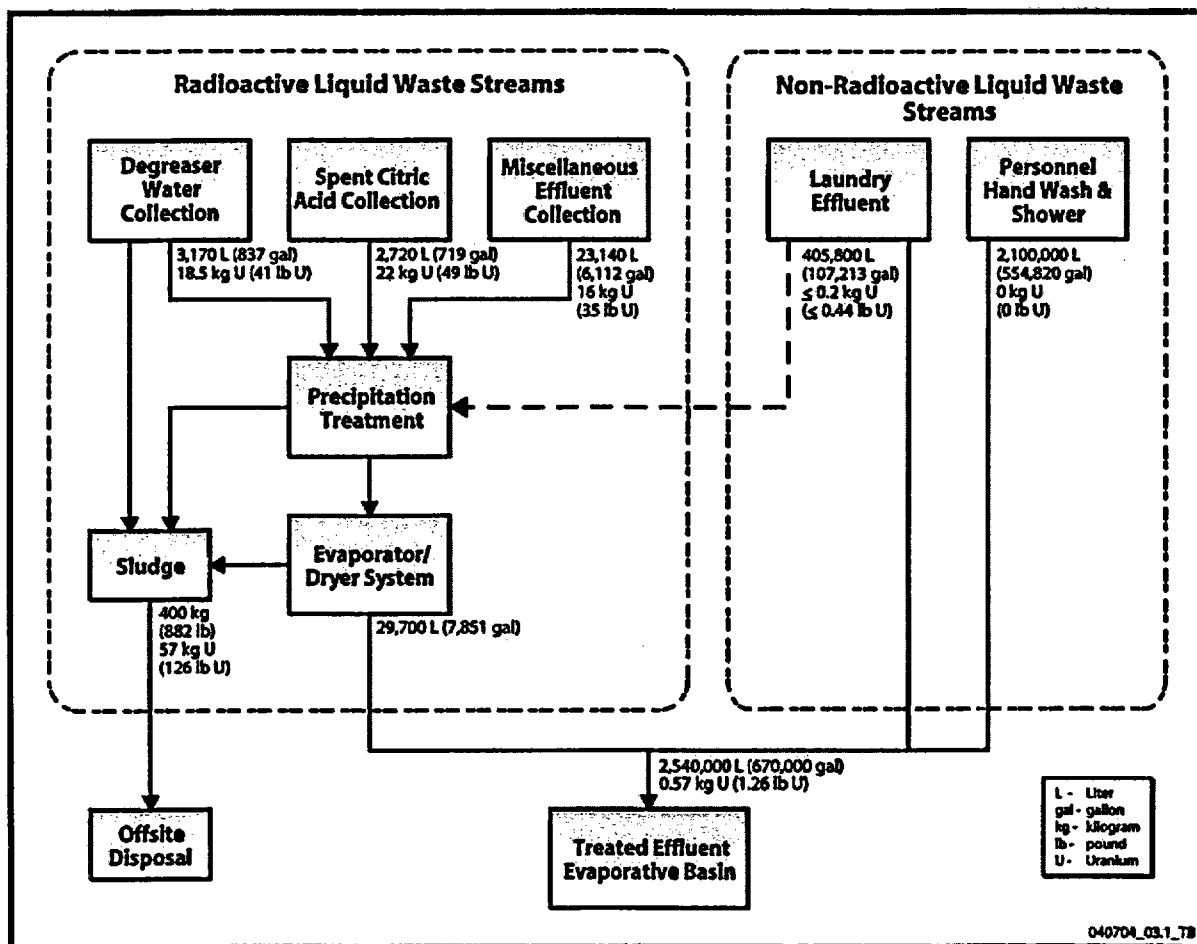 Radioactive Liquid Waste Streams
Non-Radioactive Liquid Waste
Streams
Degreaser
Water
Collection
Spent Citric
Acid Collection
Miscellaneous
Effluent
Collection
Laundry
Effluent
Personnel
Hand Wash &
Shower
3,170 L (837 gal)
18.5 kg U (41 lb U)
2,720 L (719 gal)
22 kg U (49 lb U)
23,140 L
(6,112 gal)
16 kg U
(35 lb U)
405,800 L
(107,213 gal)
≤ 0.2 kg U
(≤ 0.44 lb U)
2,100,000 L
(554,820 gal)
0 kg U
(0 lb U)
Precipitation
Treatment
Sludge
Evaporator/
Dryer System
400 kg
(882 lb)
57 kg U
(126 lb U)
29,700 L (7,851 gal)
2,540,000 L (670,000 gal)
0.57 kg U (1.26 lb U)
Offsite
Disposal
Treated Effluent
Evaporative Basin
L - Liter
gal - gallon
kg - kilogram
lb - pound
U - Uranium
040704_03.1_TB